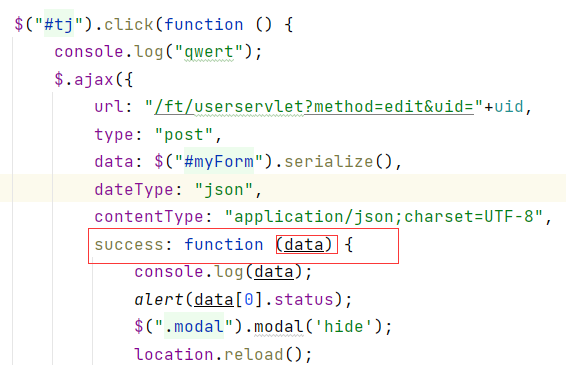 $("#tj").click(function () {
console.log("qwert");
$.ajax({
url: "/ft/userservlet?method=edit&uid="+uid,
type: "post",
data: $("#myForm").serialize(),
dateType: "json",
contentType: "application/json;charset=UTF-8",
success: function (data) {
console.log(data);
alert(data[0].status);
$(".modal").modal('hide');
location.reload();